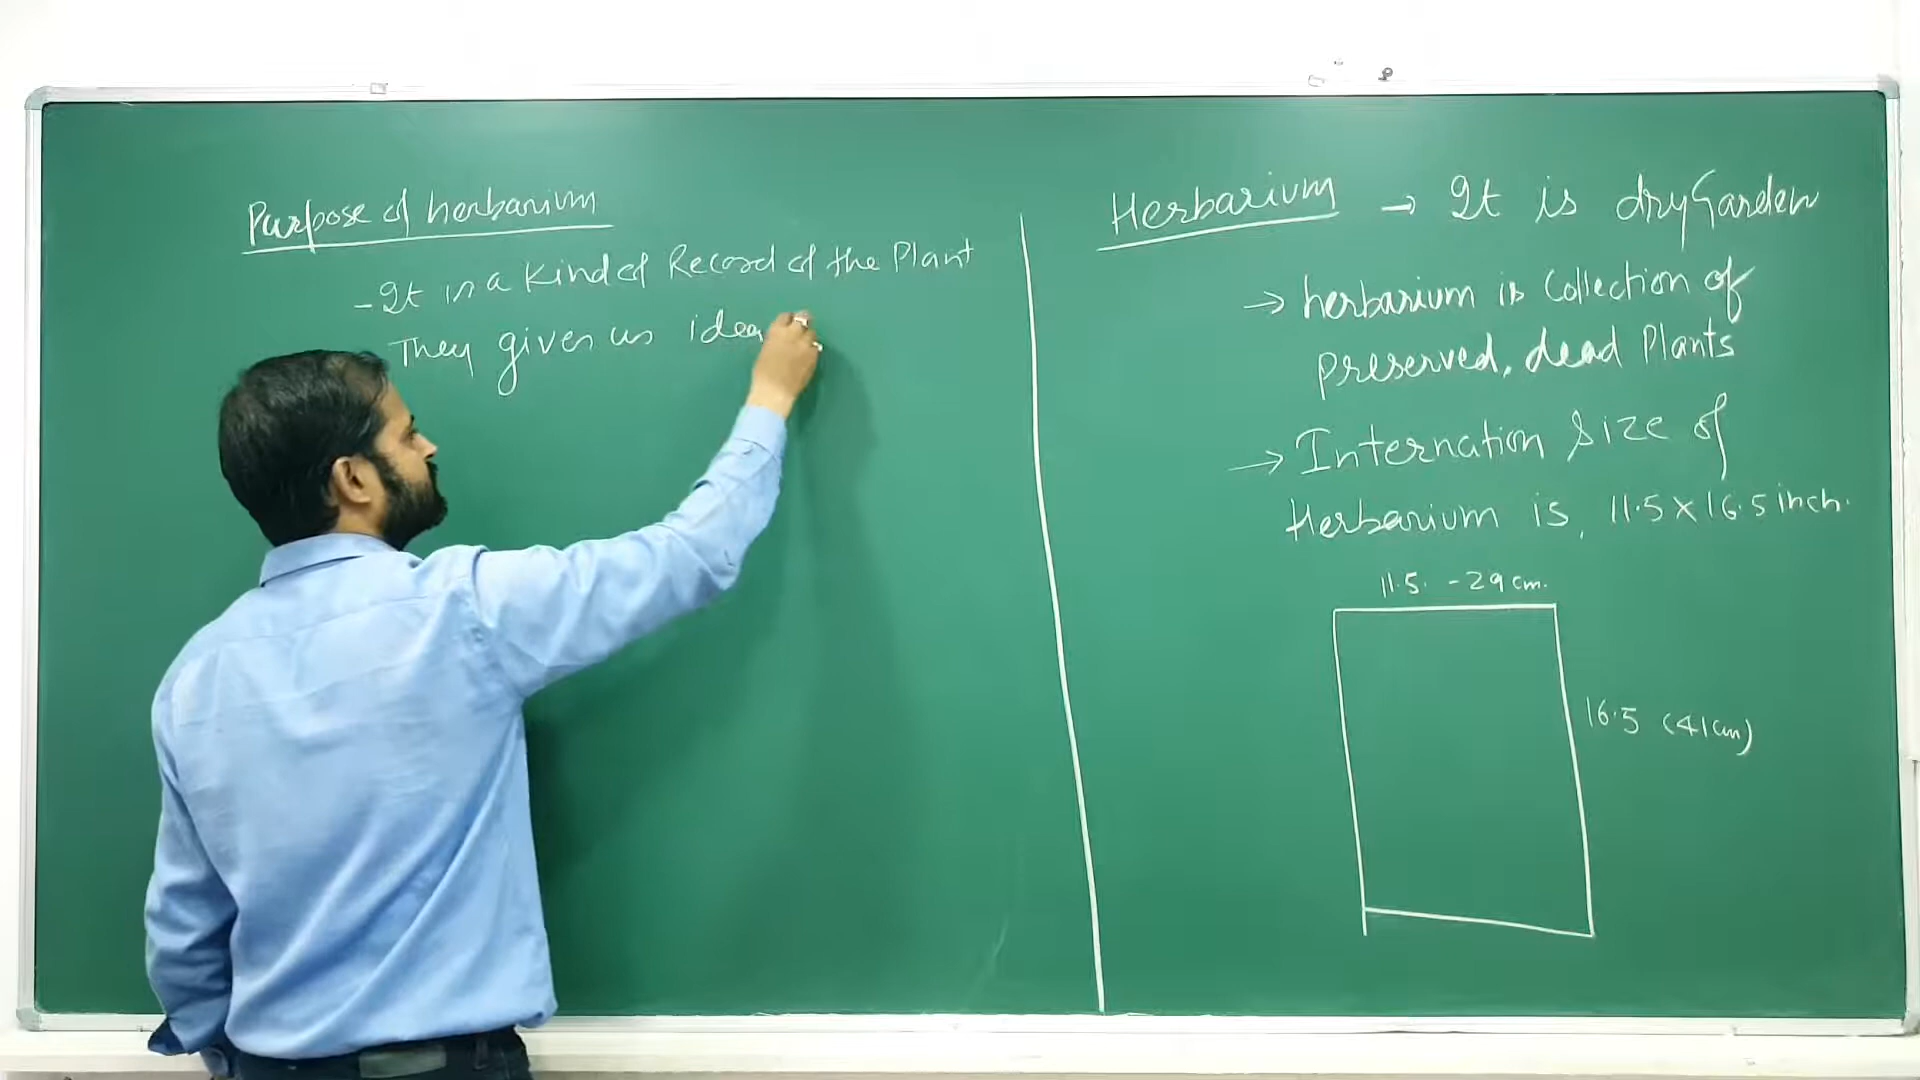 Purpose of herbarium
- It is a kind of Record of the Plant
They gives us idea
Herbarium → It is dry Garden
→ herbarium is Collection of
preserved, dead Plants
→ Internation Size of
Herbarium is, 11.5 x 16.5 inch.
11.5. - 29 cm.
16.5 (41cm)